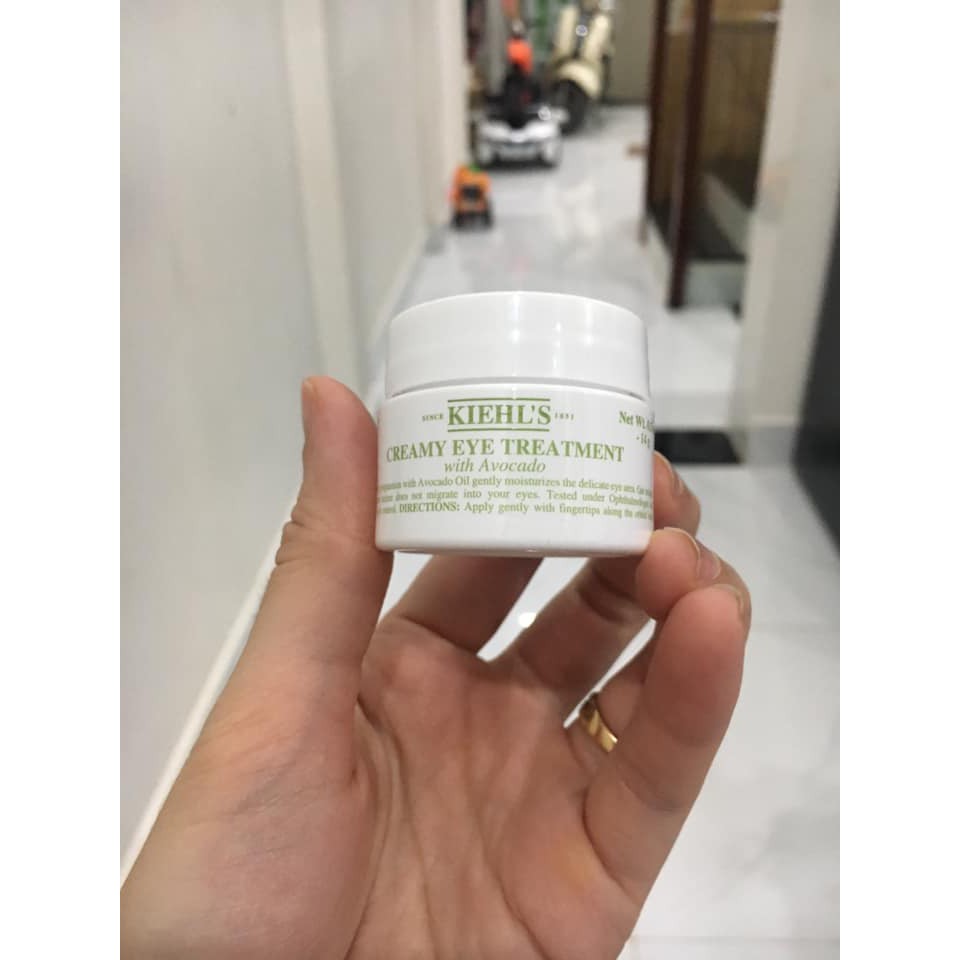 SINCE KIEHL'S 1851
Net Wt.
CREAMY EYE TREATMENT
with Avocado
with Avocado Oil gently moisturizes the delicate eye area.
does not migrate into your eyes. Tested under
DIRECTIONS: Apply gently with fingertips along the